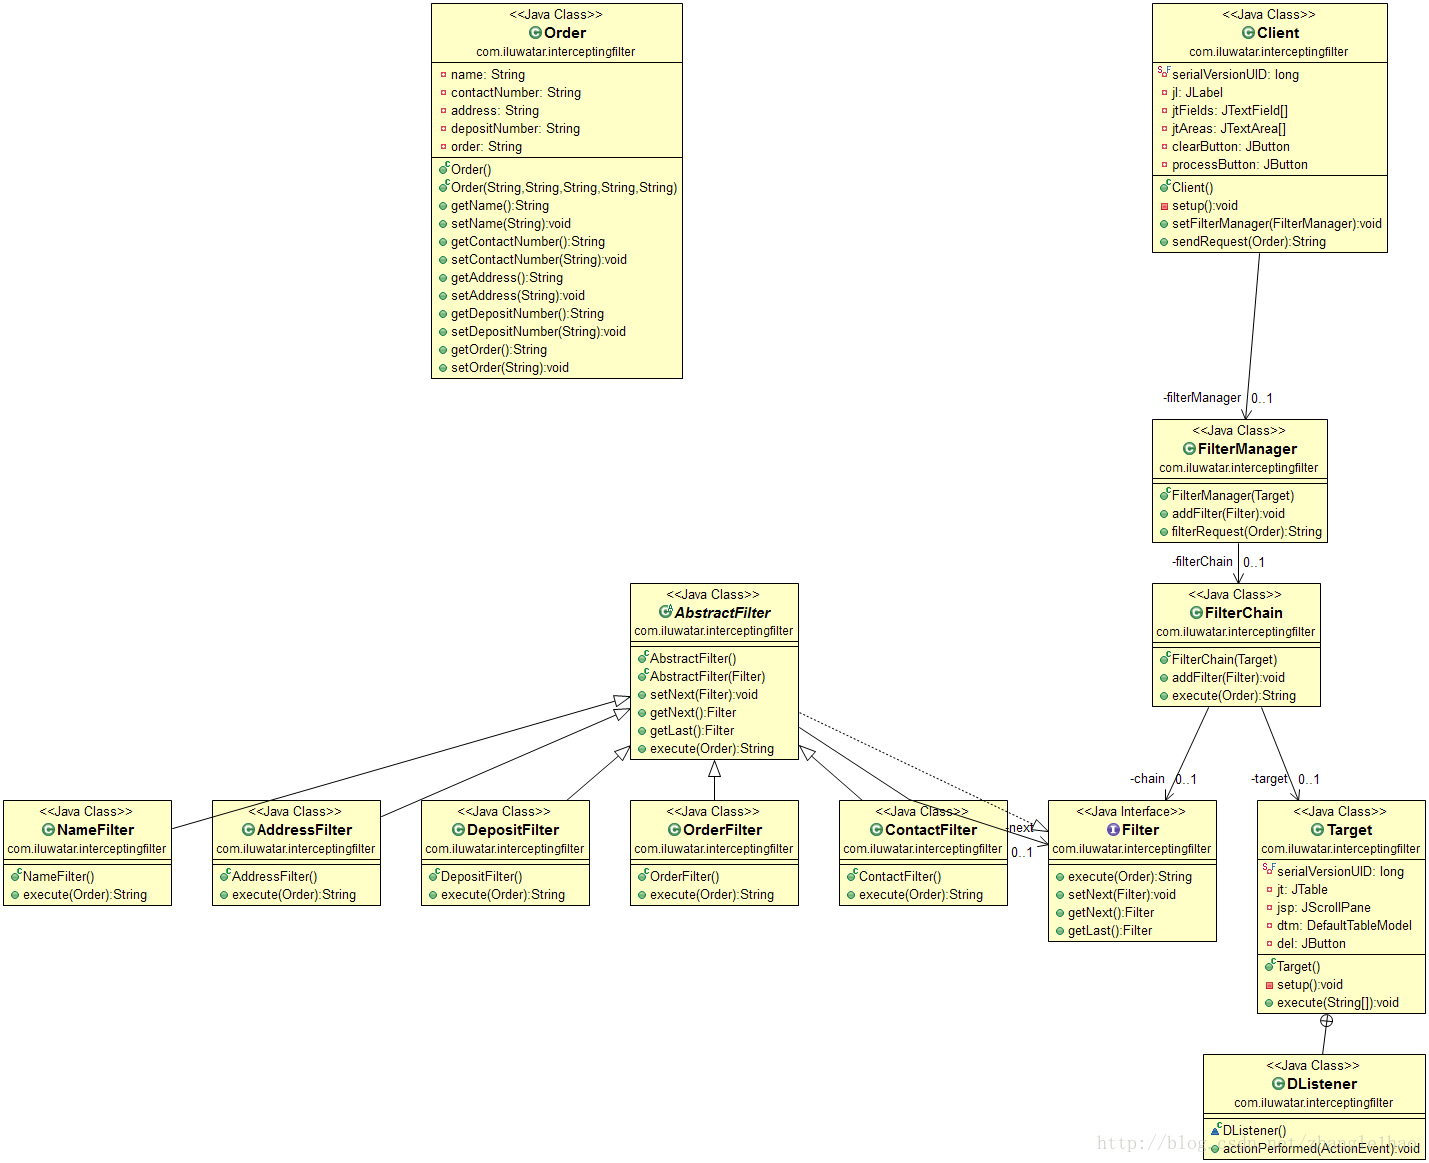 <<Java Class>>
Order
com.iluwatar.interceptingfilter
name: String
contactNumber: String
address: String
depositNumber: String
order: String
Order()
Order(String,String,String,String,String)
getName():String
setName(String):void
getContactNumber():String
setContactNumber(String):void
getAddress():String
setAddress(String):void
getDepositNumber():String
setDepositNumber(String):void
getOrder():String
setOrder(String):void
<<Java Class>>
Client
com.iluwatar.interceptingfilter
serialVersionUID: long
jl: JLabel
jtFields: JTextField[]
jtAreas: JTextArea[]
clearButton: JButton
processButton: JButton
Client()
setup():void
setFilterManager(FilterManager):void
sendRequest(Order):String
-filterManager 0..1
<<Java Class>>
FilterManager
com.iluwatar.interceptingfilter
FilterManager(Target)
addFilter(Filter):void
filterRequest(Order):String
-filterChain 0..1
<<Java Class>>
AbstractFilter
com.iluwatar.interceptingfilter
AbstractFilter()
AbstractFilter(Filter)
setNext(Filter):void
getNext():Filter
getLast():Filter
execute(Order):String
<<Java Class>>
FilterChain
com.iluwatar.interceptingfilter
FilterChain(Target)
addFilter(Filter):void
execute(Order):String
-chain 0..1
-target 0..1
<<Java Class>>
NameFilter
com.iluwatar.interceptingfilter
NameFilter()
execute(Order):String
<<Java Class>>
AddressFilter
com.iluwatar.interceptingfilter
AddressFilter()
execute(Order):String
<<Java Class>>
DepositFilter
com.iluwatar.interceptingfilter
DepositFilter()
execute(Order):String
<<Java Class>>
OrderFilter
com.iluwatar.interceptingfilter
OrderFilter()
execute(Order):String
<<Java Class>>
ContactFilter
com.iluwatar.interceptingfilter
ContactFilter()
execute(Order):String
-next
0..1
<<Java Interface>>
Filter
com.iluwatar.interceptingfilter
execute(Order):String
setNext(Filter):void
getNext():Filter
getLast():Filter
<<Java Class>>
Target
com.iluwatar.interceptingfilter
serialVersionUID: long
jt: JTable
jsp: JScrollPane
dtm: DefaultTableModel
del: JButton
Target()
setup():void
execute(String[]):void
<<Java Class>>
DListener
com.iluwatar.interceptingfilter
DListener()
actionPerformed(ActionEvent):void